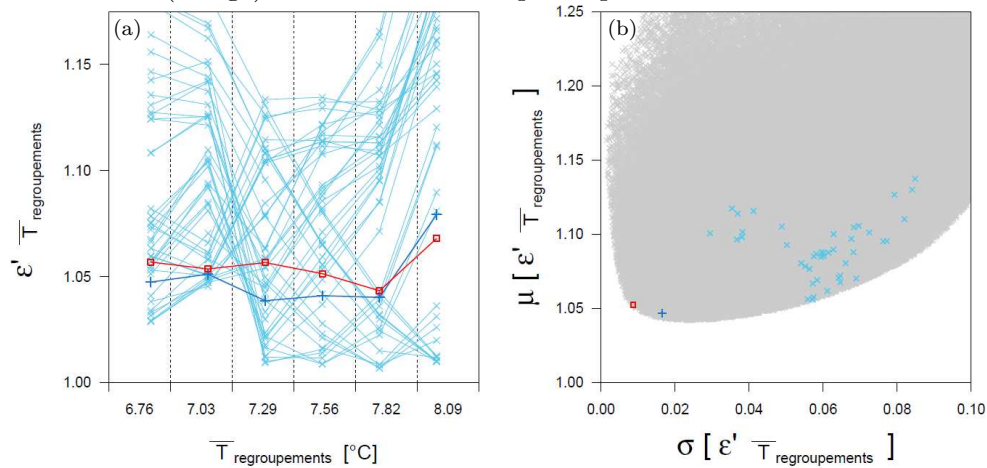 (a)
1.15
1.10
1.05
1.00
ε' T regroupements
6.76 7.03 7.29 7.56 7.82 8.09
T regroupements [°C]
(b)
1.25
1.20
1.15
1.10
1.05
1.00
μ [ ε' T regroupements ]
0.00 0.02 0.04 0.06 0.08 0.10
σ [ ε' T regroupements ]